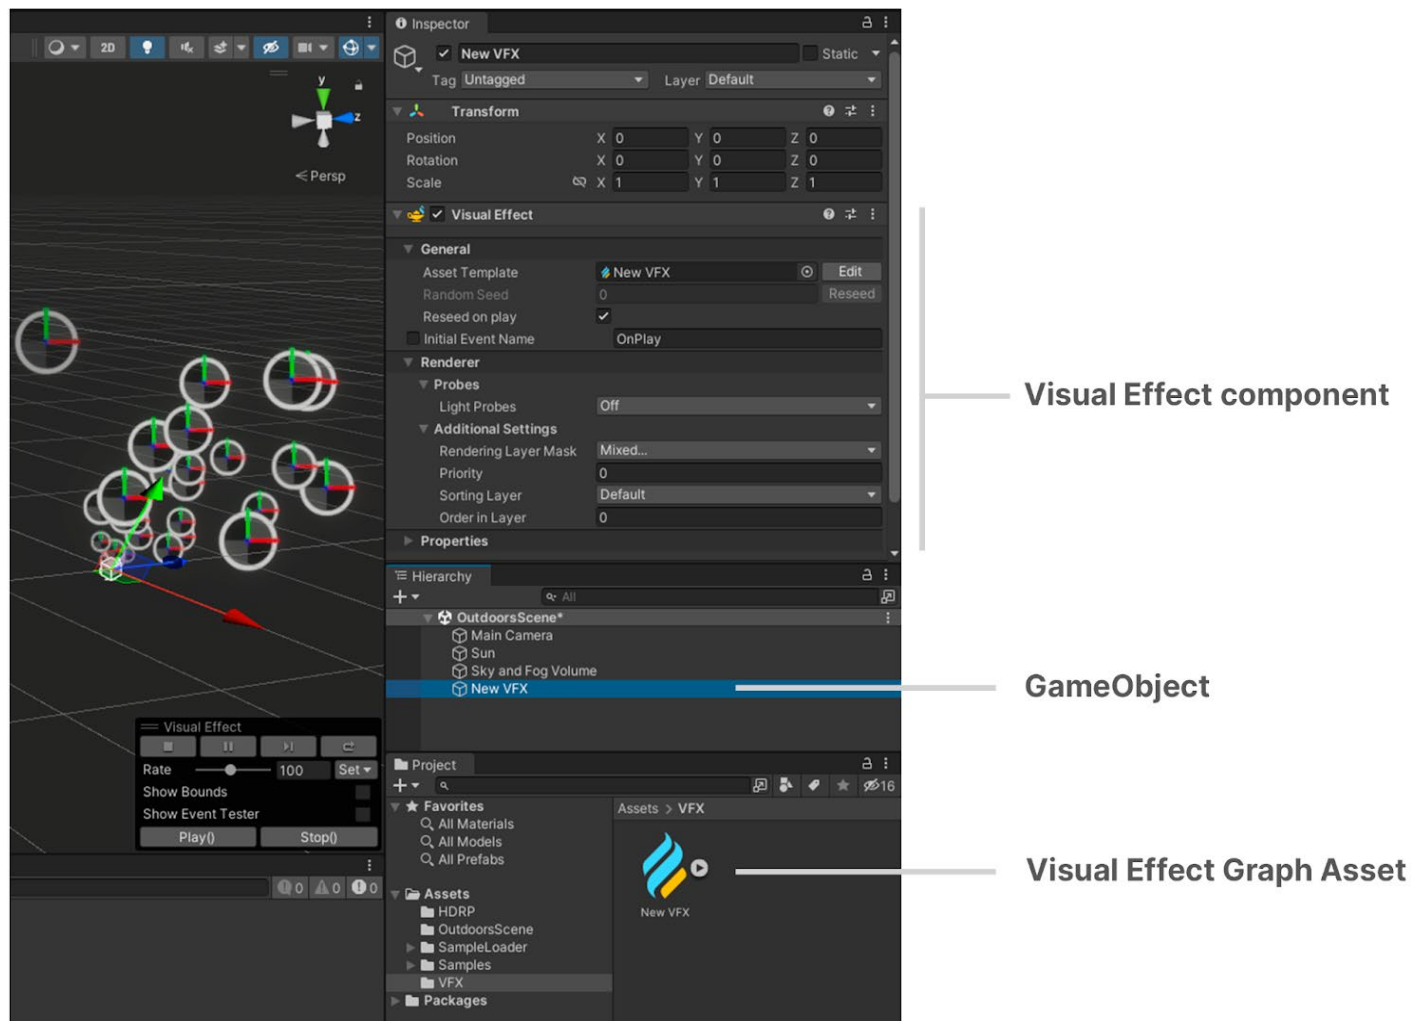 2D
y
z
Persp
Visual Effect
Rate 100 Set
Show Bounds
Show Event Tester
Play() Stop()
0 0 0
Inspector
New VFX Static
Tag Untagged Layer Default
Transform
Position X 0 Y 0 Z 0
Rotation X 0 Y 0 Z 0
Scale X 1 Y 1 Z 1
Visual Effect
General
Asset Template New VFX Edit
Random Seed 0 Reseed
Reseed on play
Initial Event Name OnPlay
Renderer
Probes
Light Probes Off
Additional Settings
Rendering Layer Mask Mixed...
Priority 0
Sorting Layer Default
Order in Layer 0
Properties
Hierarchy
All
OutdoorsScene*
Main Camera
Sun
Sky and Fog Volume
New VFX
Project
16
Favorites
All Materials
All Models
All Prefabs
Assets
HDRP
OutdoorsScene
SampleLoader
Samples
VFX
Packages
Assets > VFX
New VFX
Visual Effect component
GameObject
Visual Effect Graph Asset